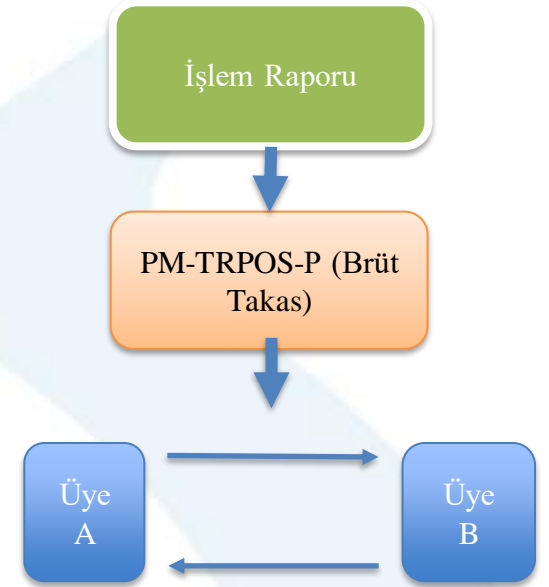 İşlem Raporu
PM-TRPOS-P (Brüt
Takas)
Üye
A
Üye
B